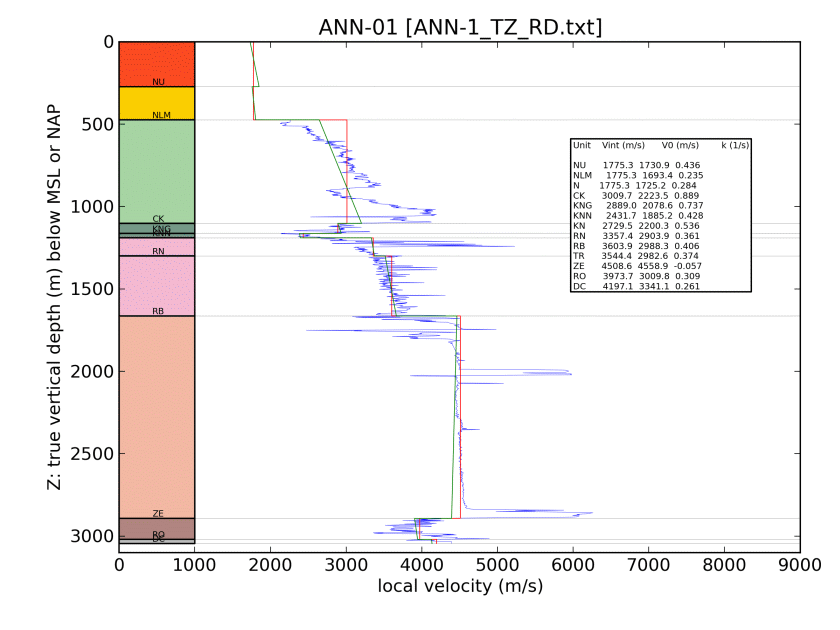 ANN-01 [ANN-1_TZ_RD.txt]
0
500
1000
1500
2000
2500
3000
Z: true vertical depth (m) below MSL or NAP
NU
NLM
CK
KNG
KNN
RN
RB
ZE
RO
DC
Unit Vint (m/s) V0 (m/s) k (1/s)
NU 1775.3 1730.9 0.436
NLM 1775.3 1693.4 0.235
N 1775.3 1725.2 0.284
CK 3009.7 2223.5 0.889
KNG 2889.0 2078.6 0.737
KNN 2431.7 1885.2 0.428
KN 2729.5 2200.3 0.536
RN 3357.4 2903.9 0.361
RB 3603.9 2988.3 0.406
TR 3544.4 2982.6 0.374
ZE 4508.6 4558.9 -0.057
RO 3973.7 3009.8 0.309
DC 4197.1 3341.1 0.261
0 1000 2000 3000 4000 5000 6000 7000 8000 9000
local velocity (m/s)